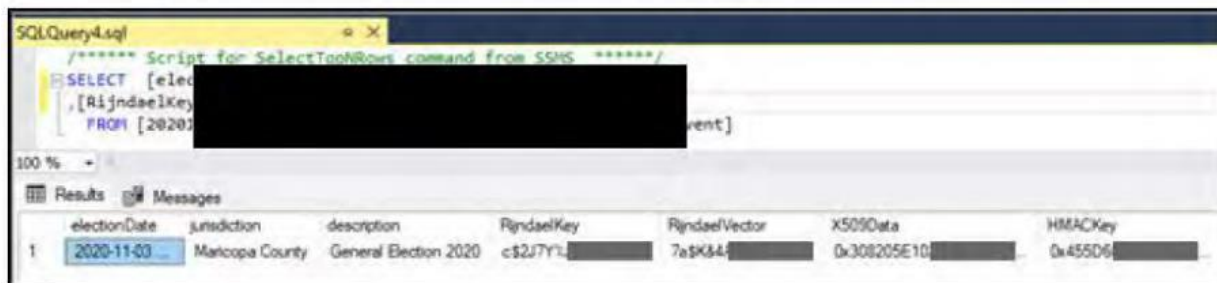 SQLQuery4.sql
/****** Script for SelectTopNRows command from SSMS ******/
SELECT [elec
,[RijndaelKey
FROM [20201 vent]
100 %
Results Messages
electionDate jurisdiction description RijndaelKey RijndaelVector X509Data HMACKey
1 2020-11-03 ... Maricopa County General Election 2020 c$2J7Y 7a$K&4 0x308205E10 ... 0x455D6 ...